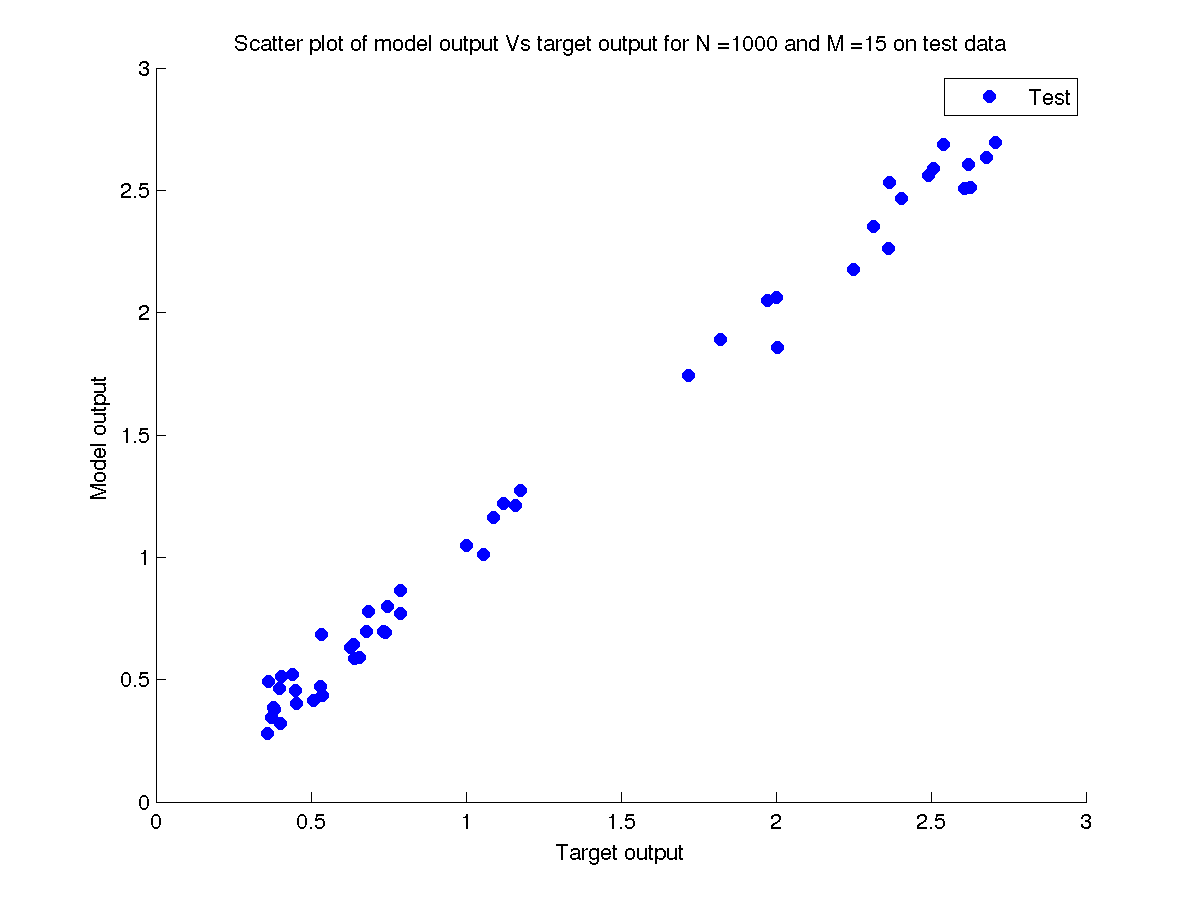 Scatter plot of model output Vs target output for N =1000 and M =15 on test data
Test
3
2.5
2
1.5
1
0.5
0
Model output
0 0.5 1 1.5 2 2.5 3
Target output